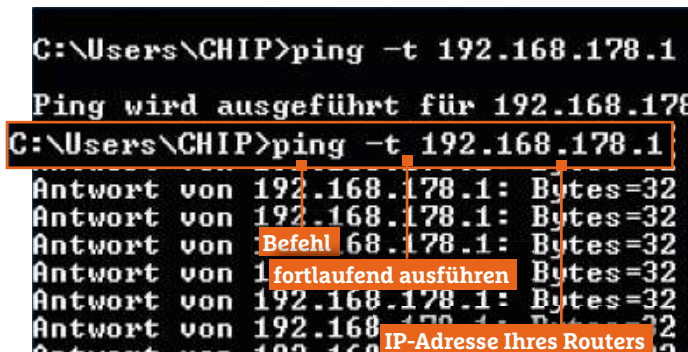 C:\Users\CHIP>ping -t 192.168.178.1
Ping wird ausgeführt für 192.168.178
C:\Users\CHIP>ping -t 192.168.178.1
Antwort von 192.168.178.1: Bytes=32
Antwort von 192.168.178.1: Bytes=32
Antwort von 68.178.1: Bytes=32
Befehl
Antwort von Bytes=32
fortlaufend ausführen
Antwort von 192.168.178.1: Bytes=32
Antwort von 192.168
IP-Adresse Ihres Routers